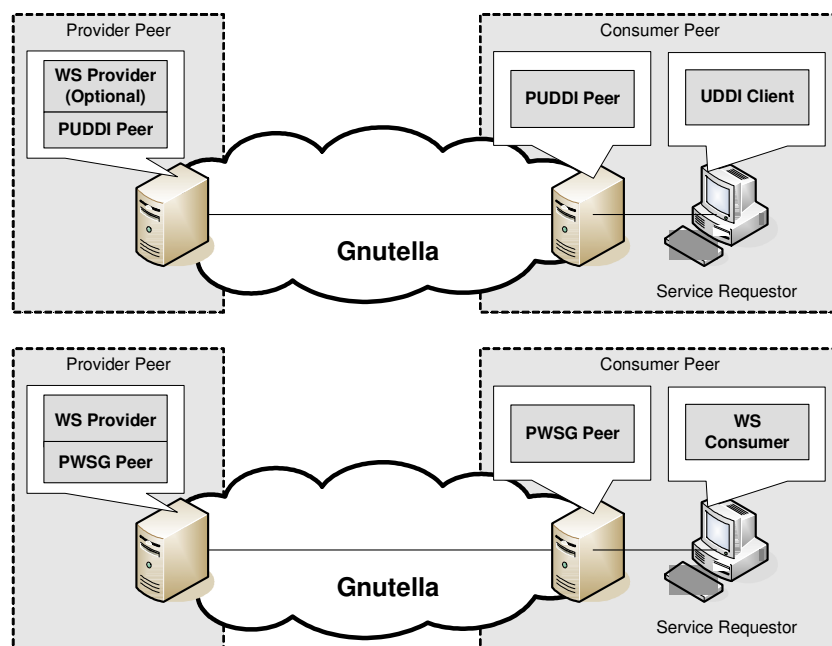 Provider Peer
Consumer Peer
WS Provider
(Optional)
PUDDI Peer
PUDDI Peer
UDDI Client
Gnutella
Service Requestor
Provider Peer
Consumer Peer
WS Provider
PWSG Peer
PWSG Peer
WS
Consumer
Gnutella
Service Requestor